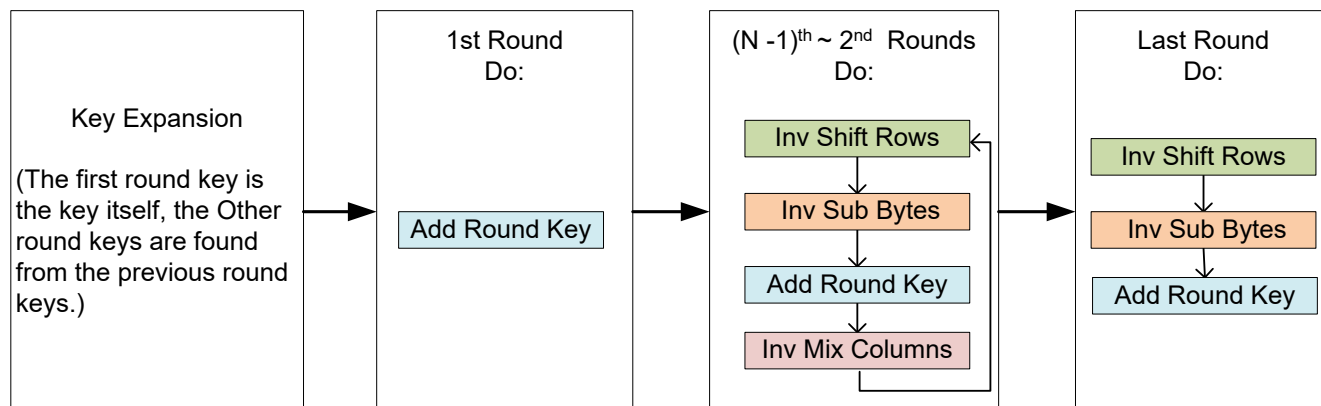 Key Expansion
(The first round key is
the key itself, the Other
round keys are found
from the previous round
keys.)
1st Round
Do:
Add Round Key
(N -1)th ~ 2nd Rounds
Do:
Inv Shift Rows
Inv Sub Bytes
Add Round Key
Inv Mix Columns
Last Round
Do:
Inv Shift Rows
Inv Sub Bytes
Add Round Key